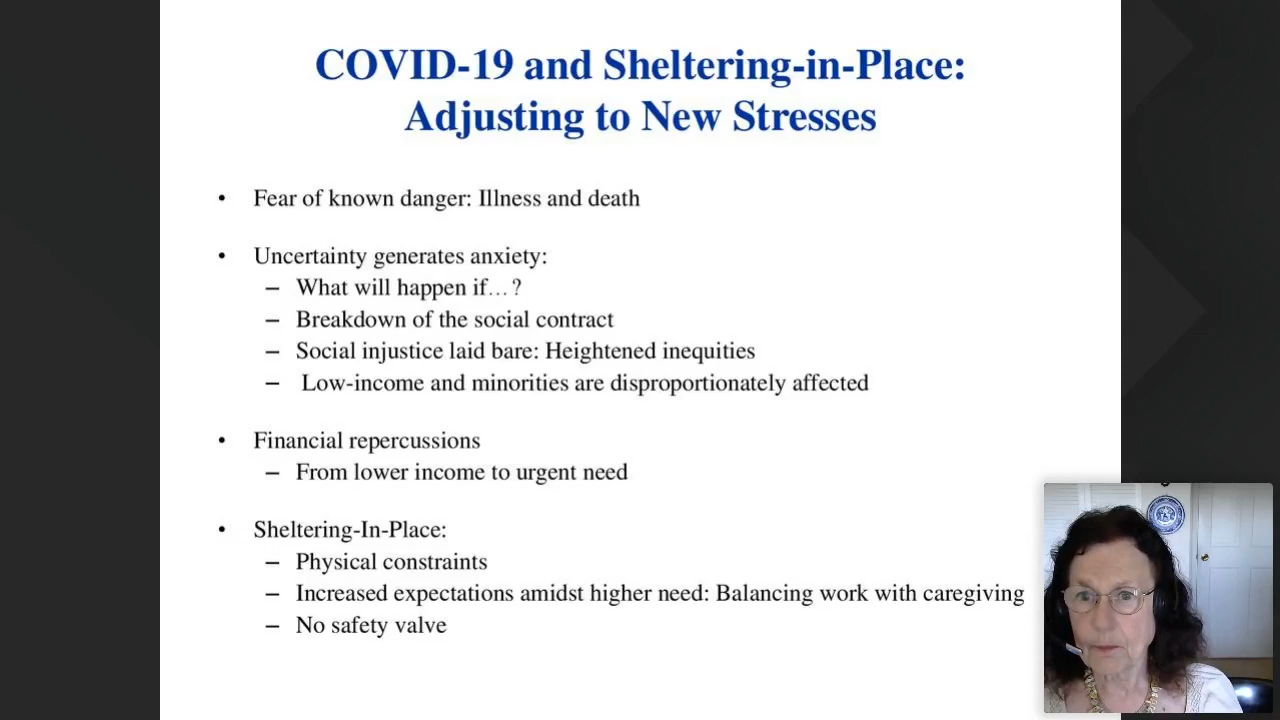 COVID-19 and Sheltering-in-Place:
Adjusting to New Stresses
• Fear of known danger: Illness and death
• Uncertainty generates anxiety:
– What will happen if…?
– Breakdown of the social contract
– Social injustice laid bare: Heightened inequities
– Low-income and minorities are disproportionately affected
• Financial repercussions
– From lower income to urgent need
• Sheltering-In-Place:
– Physical constraints
– Increased expectations amidst higher need: Balancing work with caregiving
– No safety valve